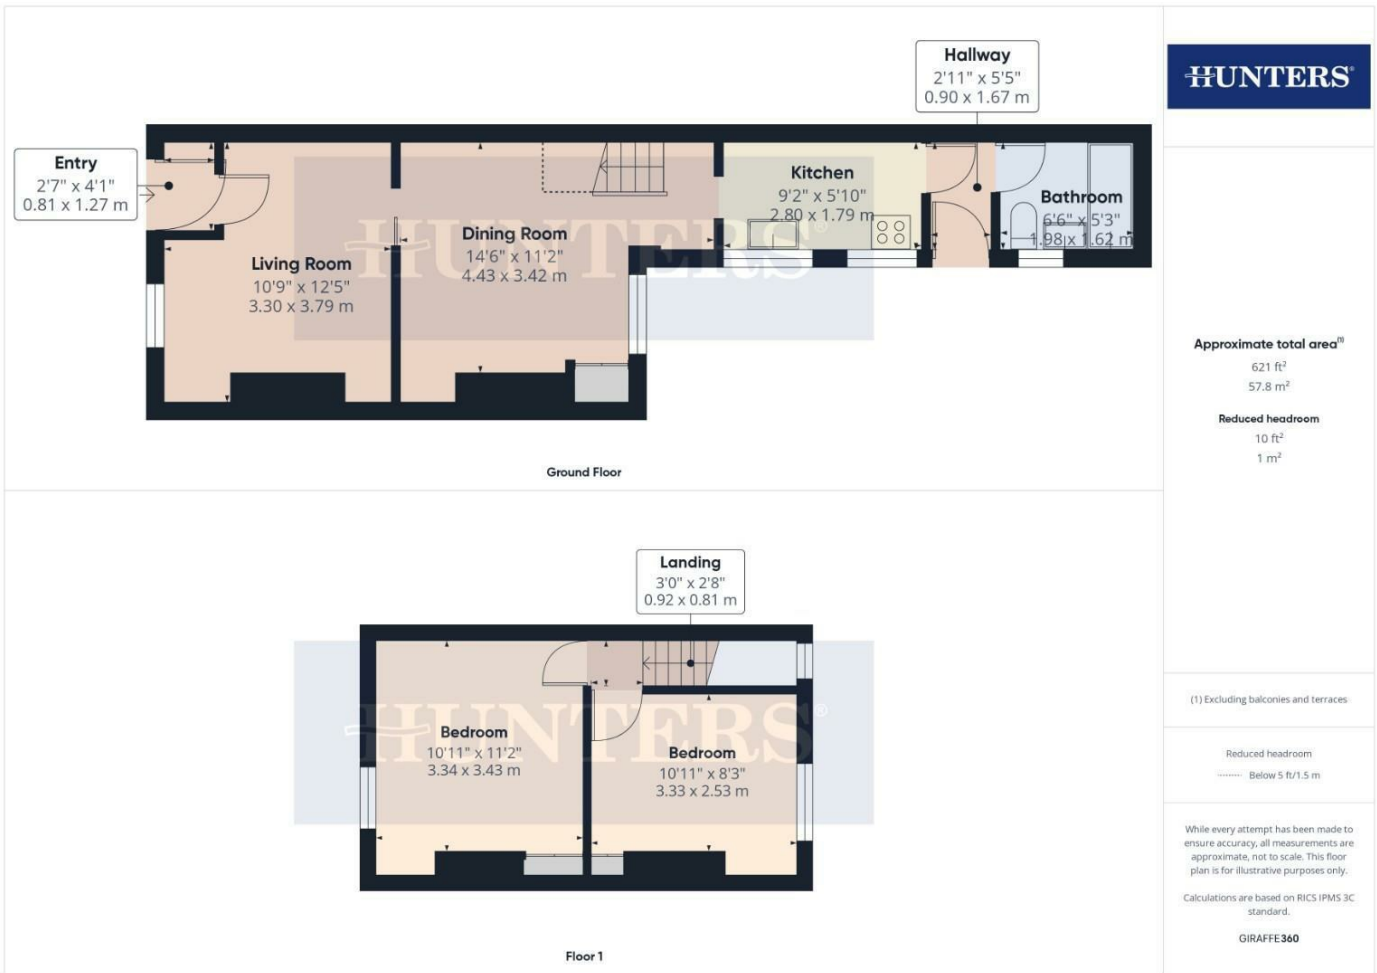 Hallway
2'11" x 5'5"
0.90 x 1.67 m
Entry
2'7" x 4'1"
0.81 x 1.27 m
Kitchen
9'2" x 5'10"
2.80 x 1.79 m
Bathroom
6'6" x 5'3"
1.98 x 1.62 m
HUNTERS®
Living Room
10'9" x 12'5"
3.30 x 3.79 m
Dining Room
14'6" x 11'2"
4.43 x 3.42 m
Ground Floor
Landing
3'0" x 2'8"
0.92 x 0.81 m
HUNTERS®
Bedroom
10'11" x 11'2"
3.34 x 3.43 m
Bedroom
10'11" x 8'3"
3.33 x 2.53 m
Floor 1
HUNTERS®
Approximate total area(1)
621 ft²
57.8 m²
Reduced headroom
10 ft²
1 m²
(1) Excluding balconies and terraces
Reduced headroom
Below 5 ft/1.5 m
While every attempt has been made to
ensure accuracy, all measurements are
approximate, not to scale. This floor
plan is for illustrative purposes only.
Calculations are based on RICS IPMS 3C
standard.
GIRAFFE360